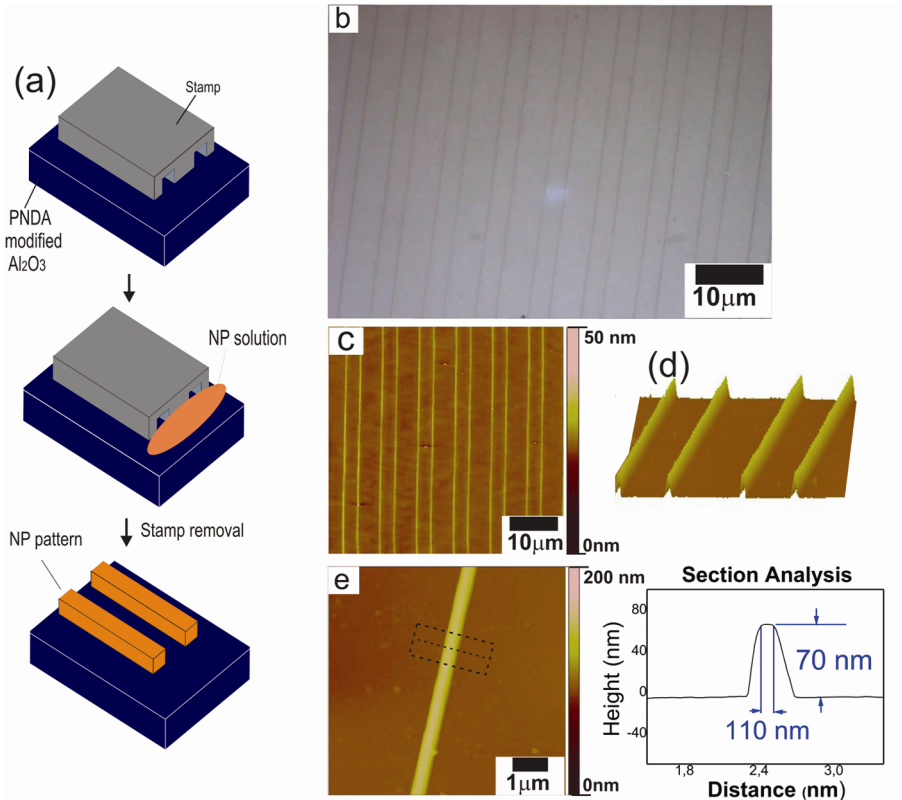 (a)
Stamp
PNDA
modified
Al₂O₃
NP solution
Stamp removal
NP pattern
b
10μm
c
50 nm
0nm
10μm
(d)
e
200 nm
0nm
1μm
Section Analysis
Height (nm)
80
40
0
-40
70 nm
110 nm
1,8
2,4
3,0
Distance (nm)